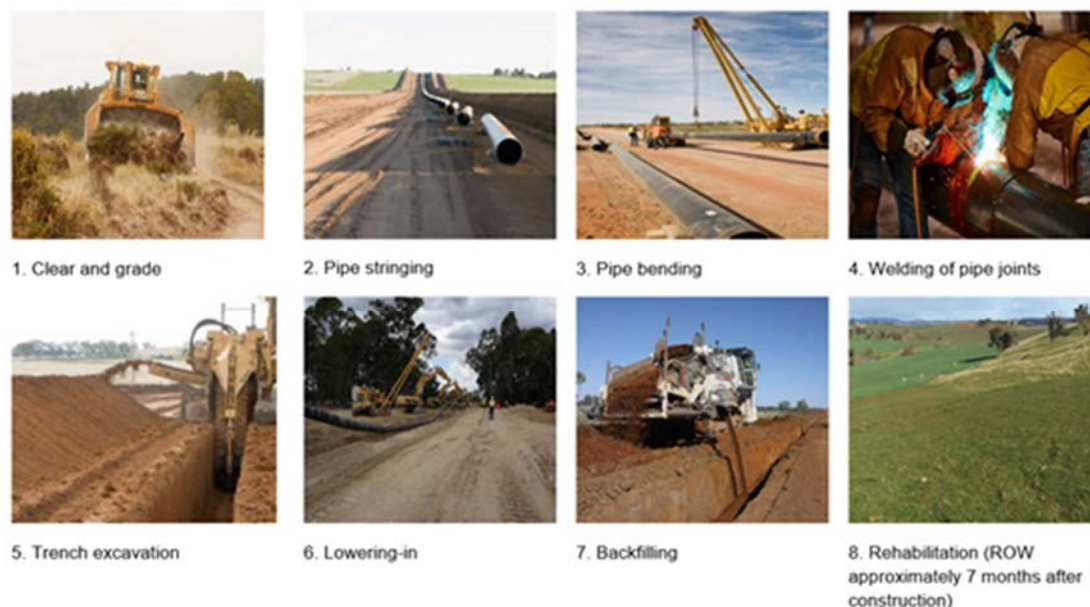 1. Clear and grade
2. Pipe stringing
3. Pipe bending
4. Welding of pipe joints
5. Trench excavation
6. Lowering-in
7. Backfilling
8. Rehabilitation (ROW
approximately 7 months after
construction)